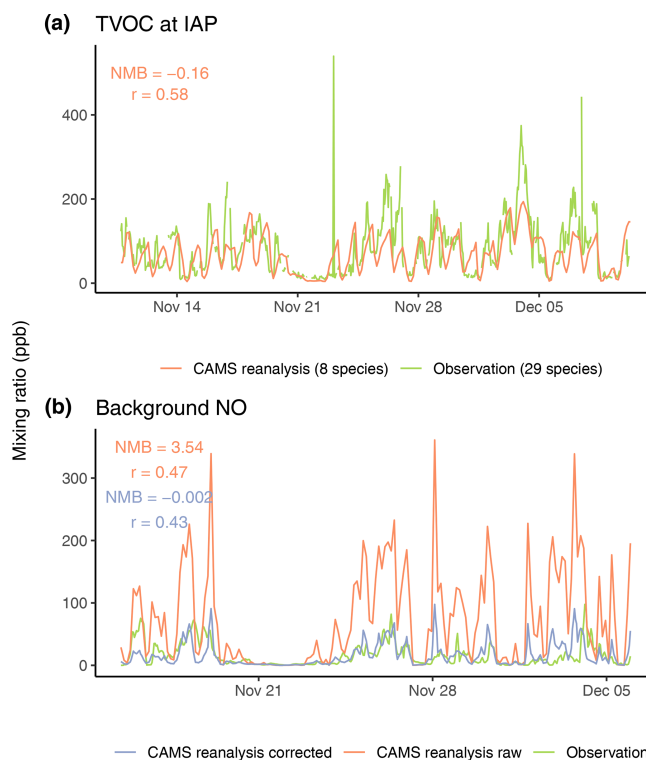 (a) TVOC at IAP
NMB = −0.16
r = 0.58
400
200
0
Nov 14 Nov 21 Nov 28 Dec 05
CAMS reanalysis (8 species) Observation (29 species)
Mixing ratio (ppb)
(b) Background NO
NMB = 3.54
r = 0.47
NMB = −0.002
r = 0.43
300
200
100
0
Nov 21 Nov 28 Dec 05
CAMS reanalysis corrected CAMS reanalysis raw Observation